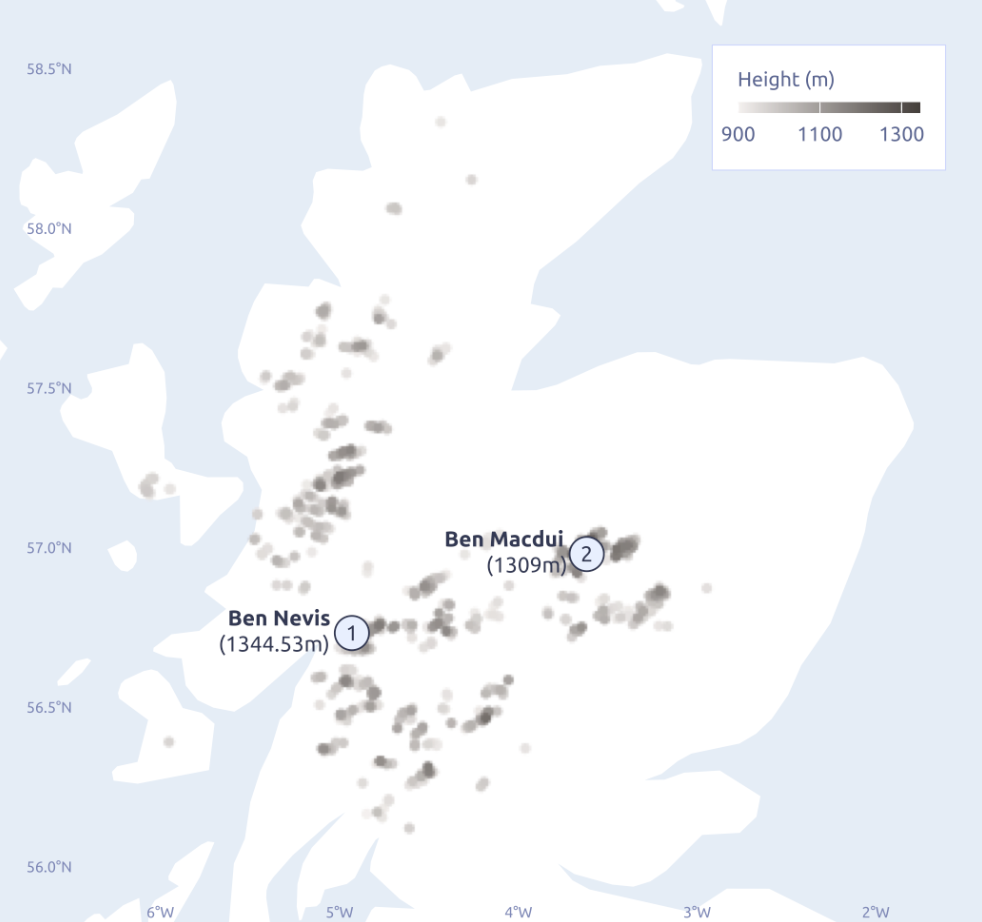 58.5°N
Height (m)
900 1100 1300
58.0°N
57.5°N
57.0°N
Ben Macdui
(1309m)
2
Ben Nevis
(1344.53m)
1
56.5°N
56.0°N
6°W 5°W 4°W 3°W 2°W